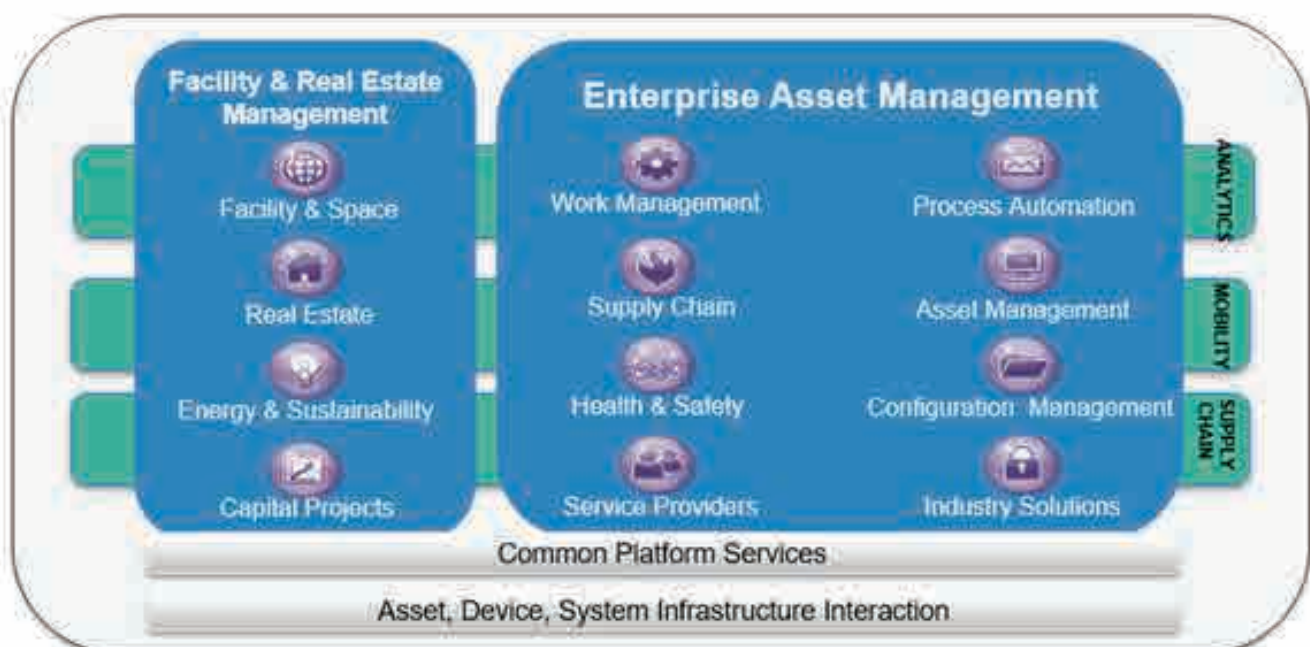 Facility & Real Estate
Management
Facility & Space
Real Estate
Energy & Sustainability
Capital Projects
Enterprise Asset Management
Work Management
Process Automation
Supply Chain
Asset Management
Health & Safety
Configuration Management
Service Providers
Industry Solutions
ANALYTICS
MOBILITY
SUPPLY
CHAIN
Common Platform Services
Asset, Device, System Infrastructure Interaction